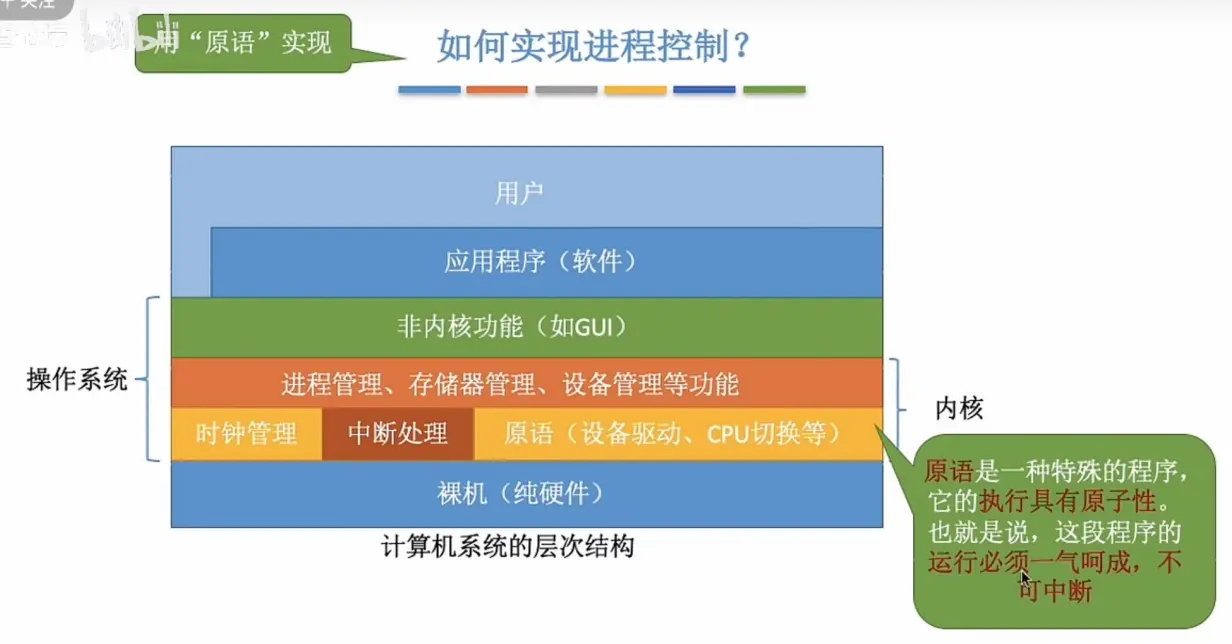 关注
用“原语”实现
如何实现进程控制？
用户
应用程序（软件）
非内核功能（如GUI）
操作系统
进程管理、存储器管理、设备管理等功能
内核
时钟管理
中断处理
原语（设备驱动、CPU切换等）
裸机（纯硬件）
计算机系统的层次结构
原语是一种特殊的程序，
它的执行具有原子性。
也就是说，这段程序的
运行必须一气呵成，不
可中断